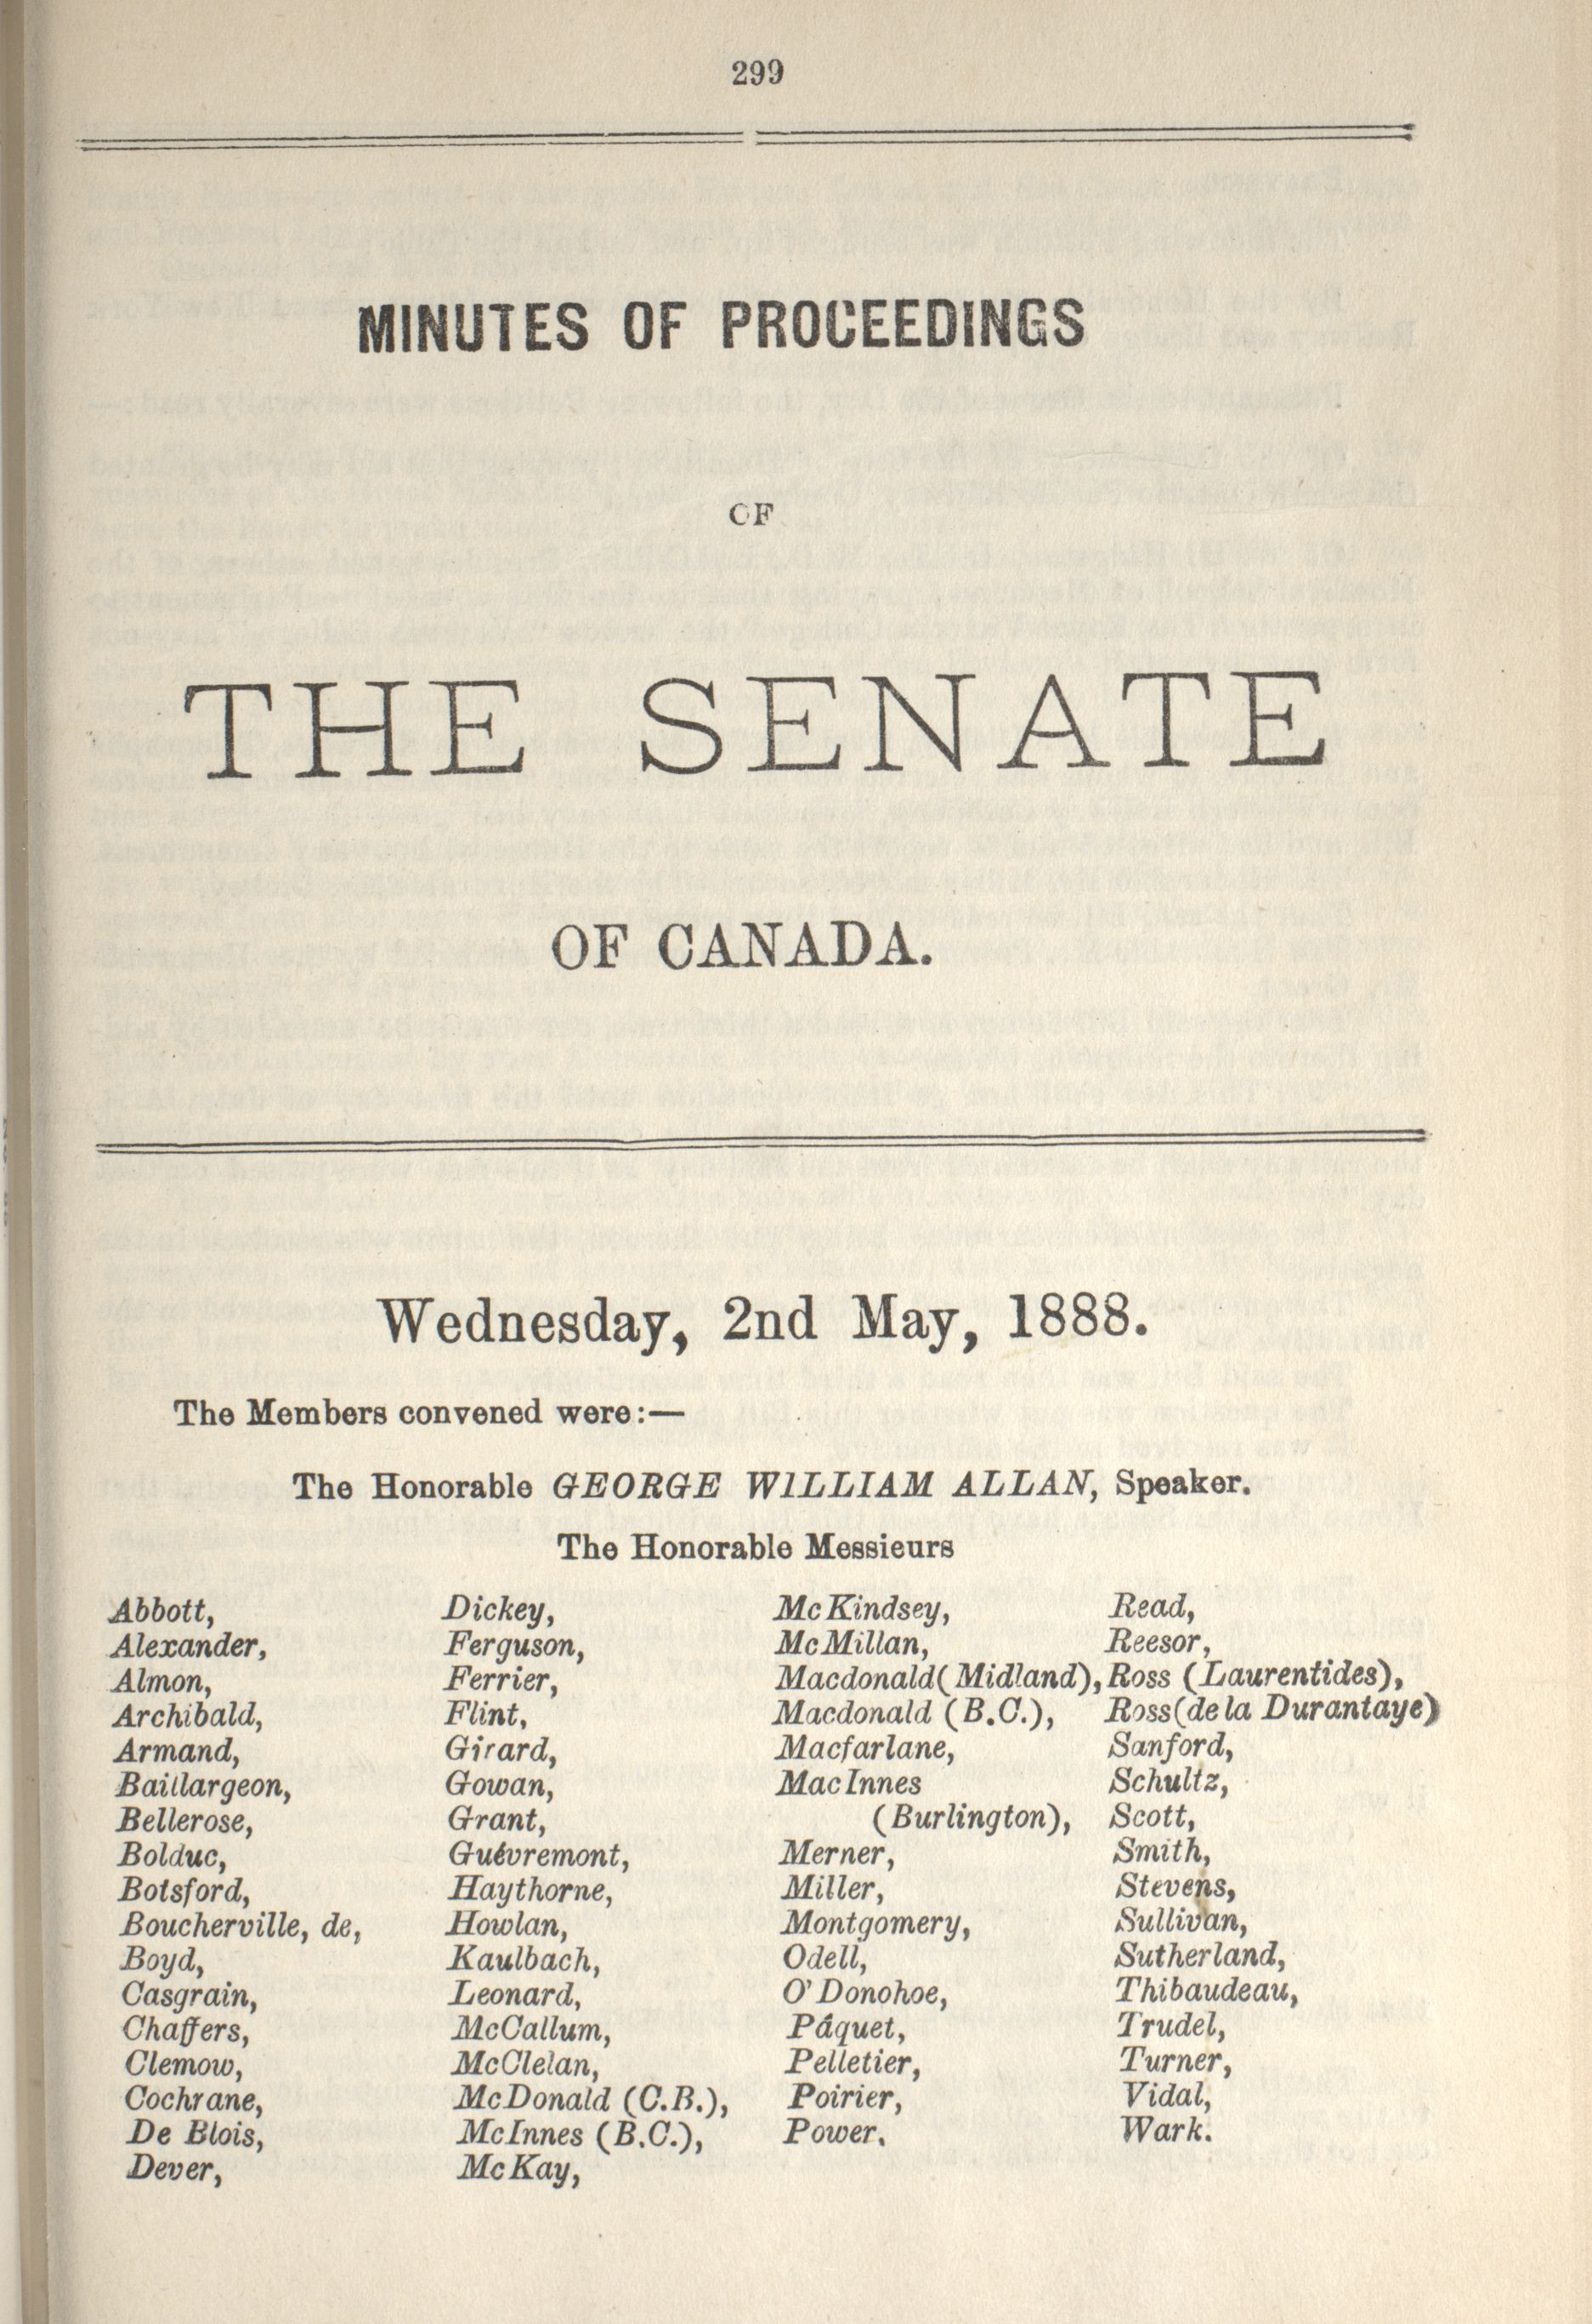 299
MINUTES OF PROCEEDINGS
OF
THE SENATE
OF CANADA.
Wednesday, 2nd May, 1888.
The Members convened were:—
The Honorable GEORGE WILLIAM ALLAN, Speaker.
The Honorable Messieurs
Abbott,
Alexander,
Almon,
Archibald,
Armand,
Baillargeon,
Bellerose,
Bolduc,
Botsford,
Boucherville, de,
Boyd,
Casgrain,
Chaffers,
Clemow,
Cochrane,
De Blois,
Dever,
Dickey,
Ferguson,
Ferrier,
Flint,
Girard,
Gowan,
Grant,
Guévremont,
Haythorne,
Howlan,
Kaulbach,
Leonard,
McCallum,
McClelan,
McDonald (C.B.),
McInnes (B.C.),
McKay,
McKindsey,
McMillan,
Macdonald (Midland),
Macdonald (B.C.),
Macfarlane,
MacInnes
(Burlington),
Merner,
Miller,
Montgomery,
Odell,
O'Donohoe,
Pâquet,
Pelletier,
Poirier,
Power,
Read,
Reesor,
Ross (Laurentides),
Ross (de la Durantaye)
Sanford,
Schultz,
Scott,
Smith,
Stevens,
Sullivan,
Sutherland,
Thibaudeau,
Trudel,
Turner,
Vidal,
Wark.